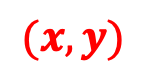 (x, y)